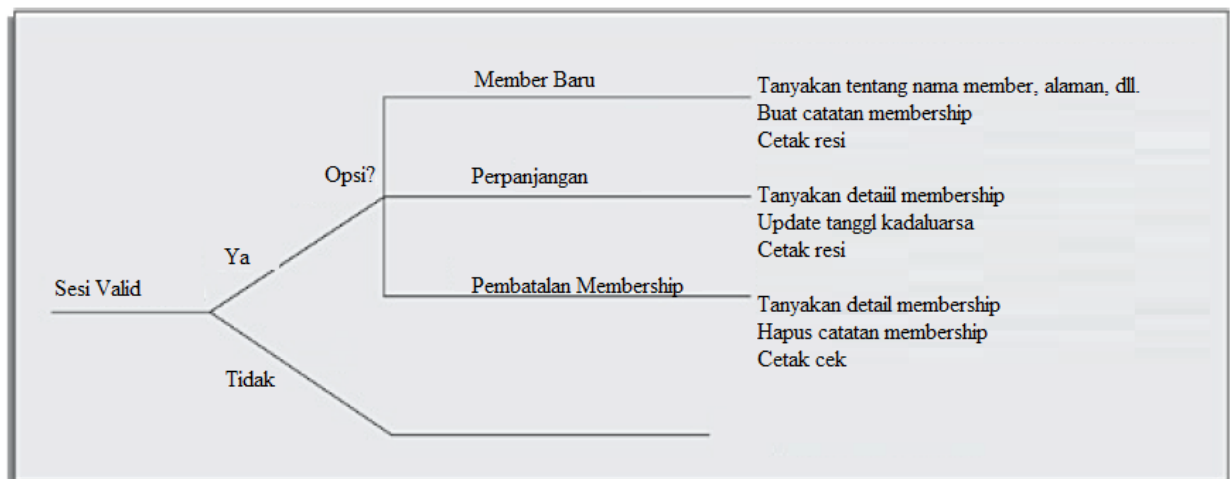 Member Baru
Tanyakan tentang nama member, alaman, dll.
Buat catatan membership
Cetak resi
Opsi?
Perpanjangan
Tanyakan detaiil membership
Update tanggl kadaluarsa
Cetak resi
Ya
Sesi Valid
Pembatalan Membership
Tanyakan detail membership
Hapus catatan membership
Cetak cek
Tidak